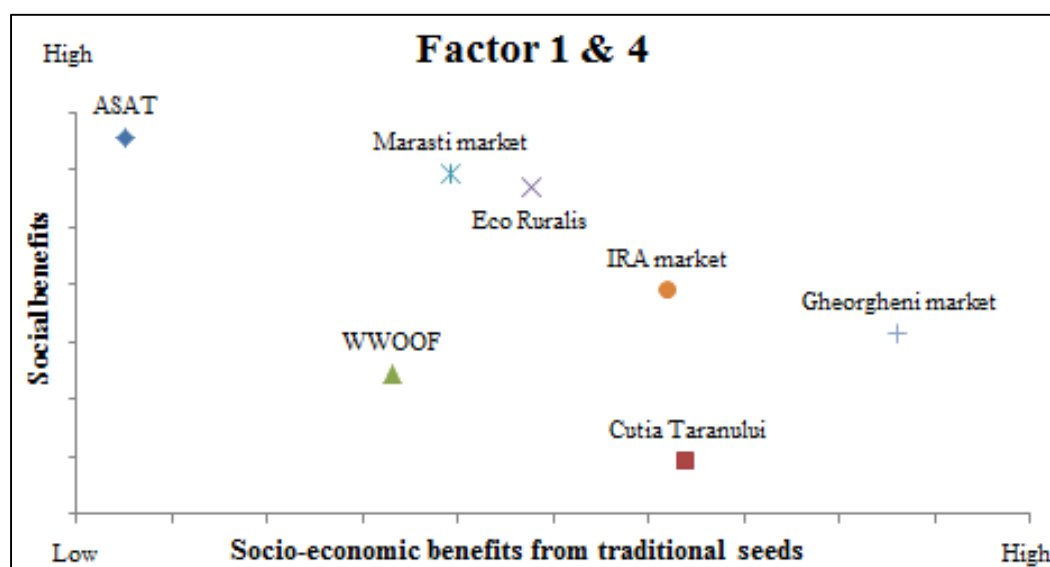 Factor 1 & 4
High
ASAT
Marasti market
Eco Ruralis
IRA market
Gheorgheni market
WWOOF
Cutia Taranului
Social benefits
Low
Socio-economic benefits from traditional seeds
High